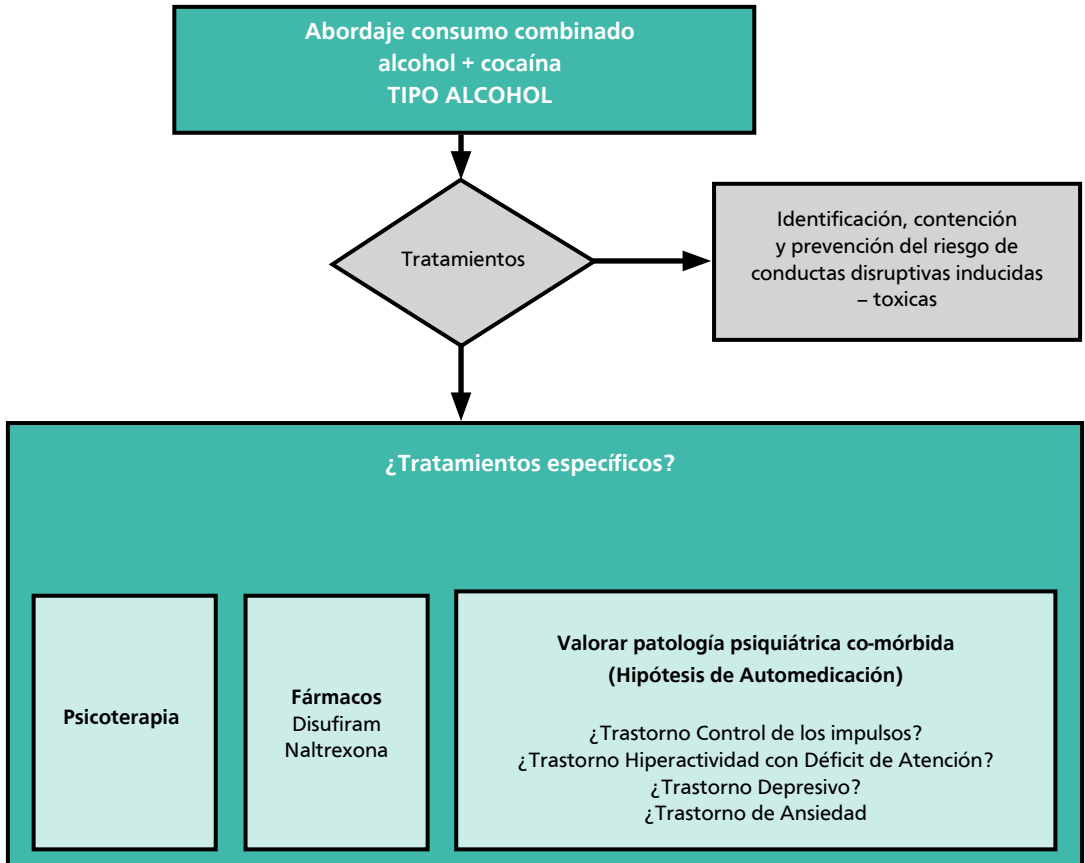 Abordaje consumo combinado
alcohol + cocaína
TIPO ALCOHOL
Tratamientos
Identificación, contención
y prevención del riesgo de
conductas disruptivas inducidas
– toxicas
¿Tratamientos específicos?
Psicoterapia
Fármacos
Disufiram
Naltrexona
Valorar patología psiquiátrica co-mórbida
(Hipótesis de Automedicación)
¿Trastorno Control de los impulsos?
¿Trastorno Hiperactividad con Déficit de Atención?
¿Trastorno Depresivo?
¿Trastorno de Ansiedad